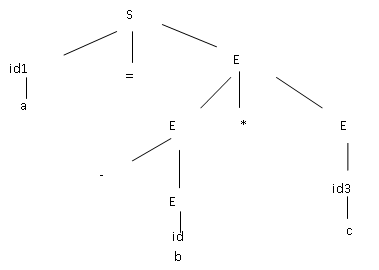 S
id1 = E
a
E * E
- E id3
id c
b